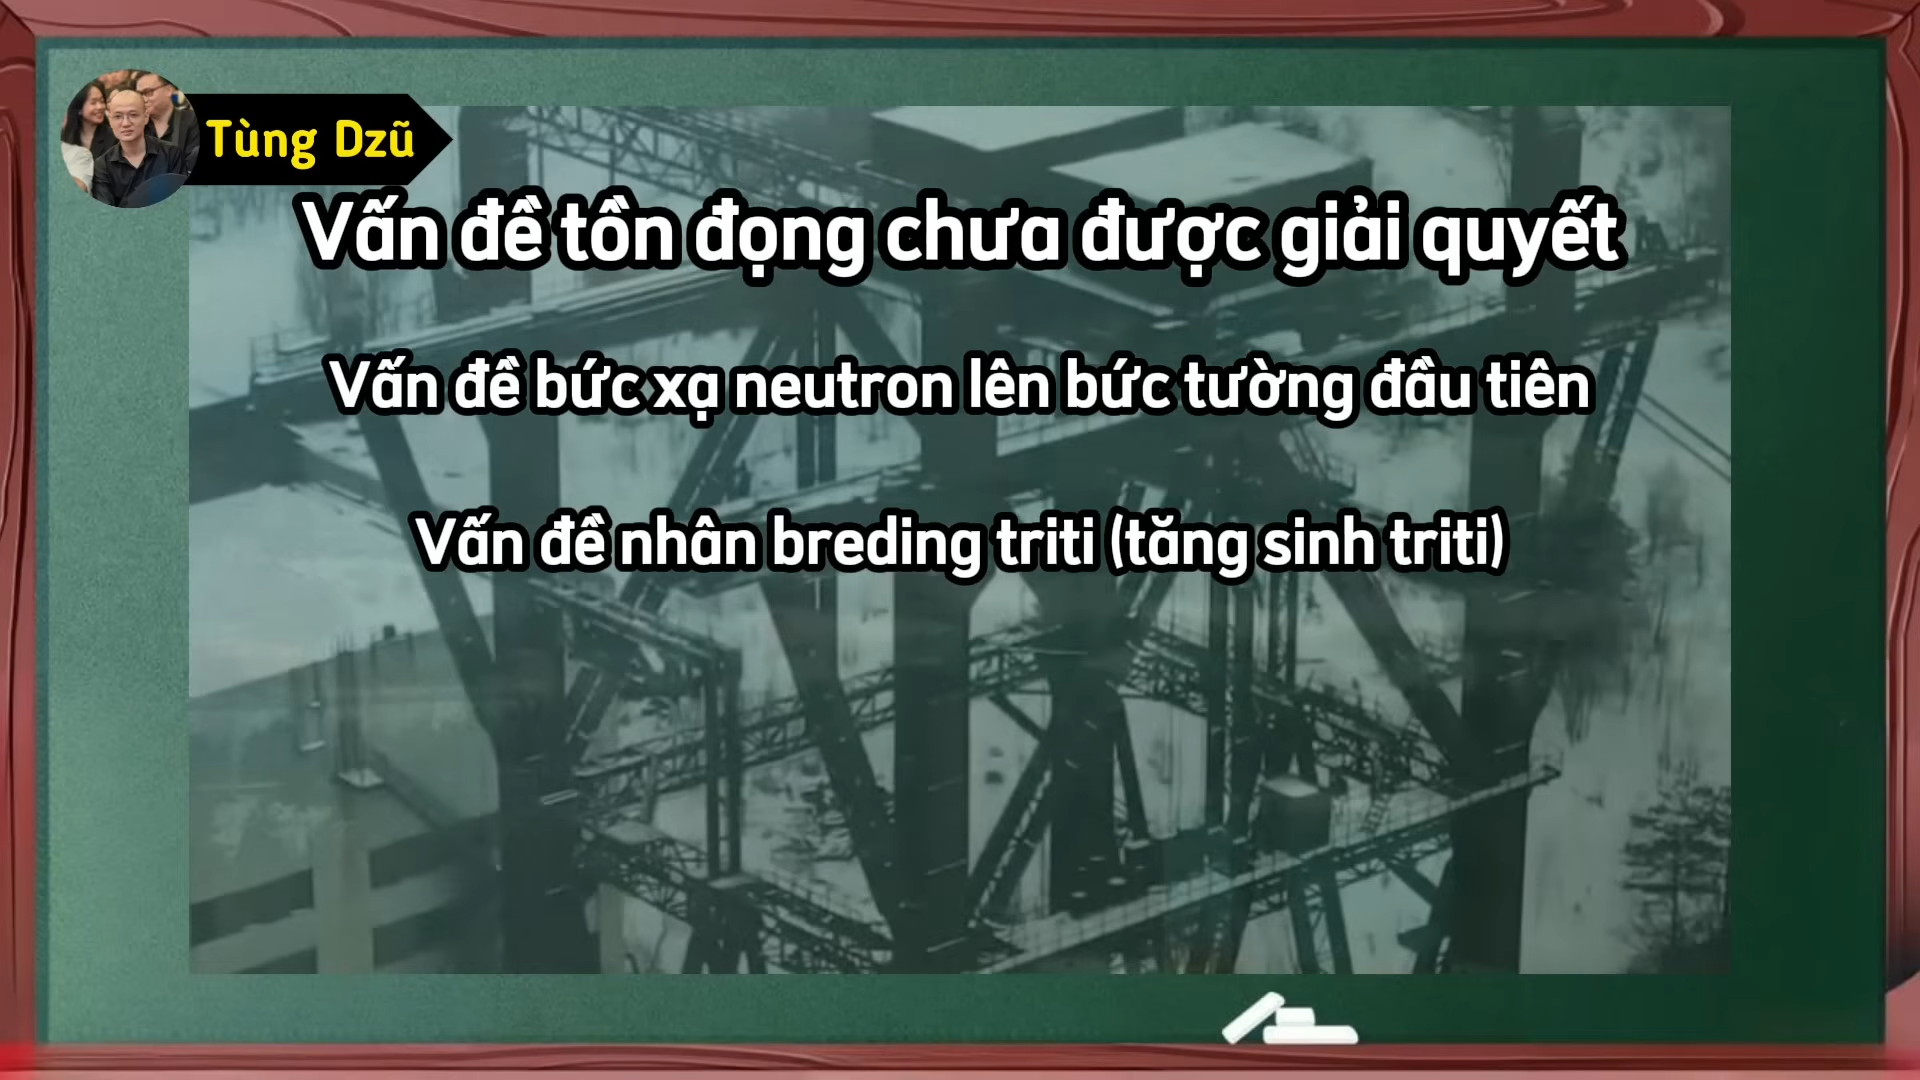 Tùng Dzũ
Vấn đề tồn đọng chưa được giải quyết
Vấn đề bức xạ neutron lên bức tường đầu tiên
Vấn đề nhân breding triti (tăng sinh triti)